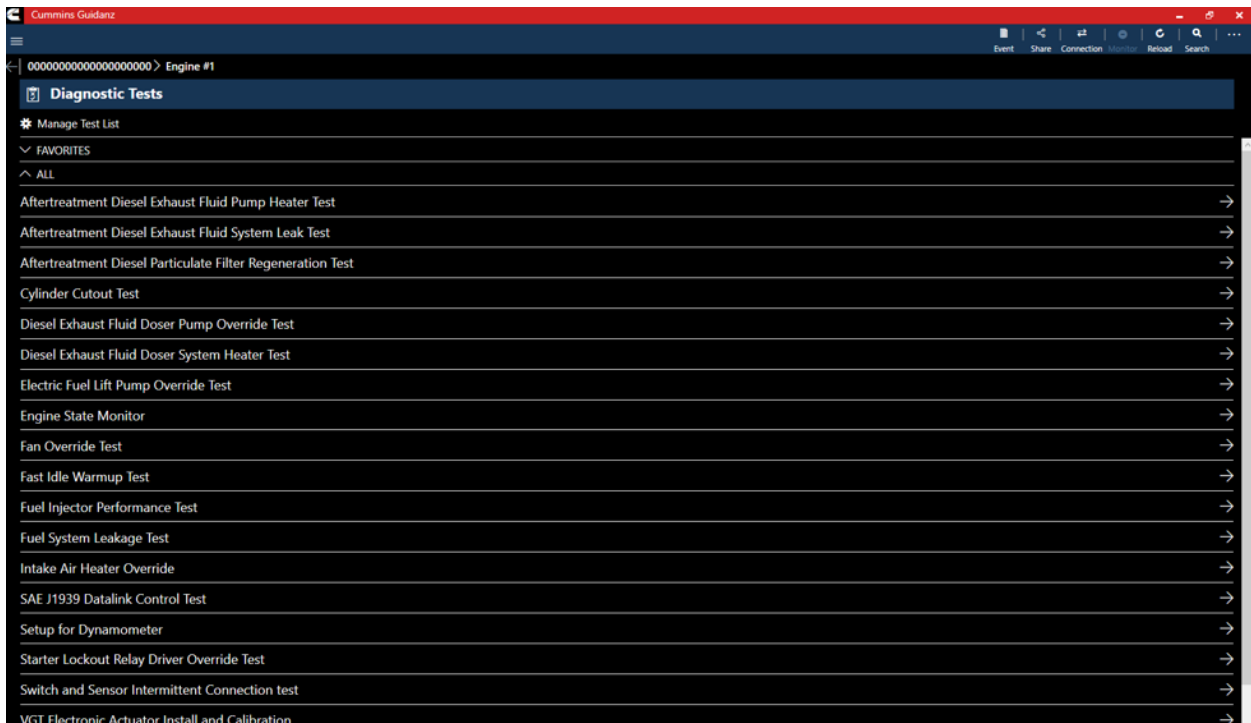 Cummins Guidanz
Event Share Connection Monitor Reload Search
00000000000000000000 > Engine #1
Diagnostic Tests
Manage Test List
FAVORITES
ALL
Aftertreatment Diesel Exhaust Fluid Pump Heater Test
Aftertreatment Diesel Exhaust Fluid System Leak Test
Aftertreatment Diesel Particulate Filter Regeneration Test
Cylinder Cutout Test
Diesel Exhaust Fluid Doser Pump Override Test
Diesel Exhaust Fluid Doser System Heater Test
Electric Fuel Lift Pump Override Test
Engine State Monitor
Fan Override Test
Fast Idle Warmup Test
Fuel Injector Performance Test
Fuel System Leakage Test
Intake Air Heater Override
SAE J1939 Datalink Control Test
Setup for Dynamometer
Starter Lockout Relay Driver Override Test
Switch and Sensor Intermittent Connection test
VGT Electronic Actuator Install and Calibration